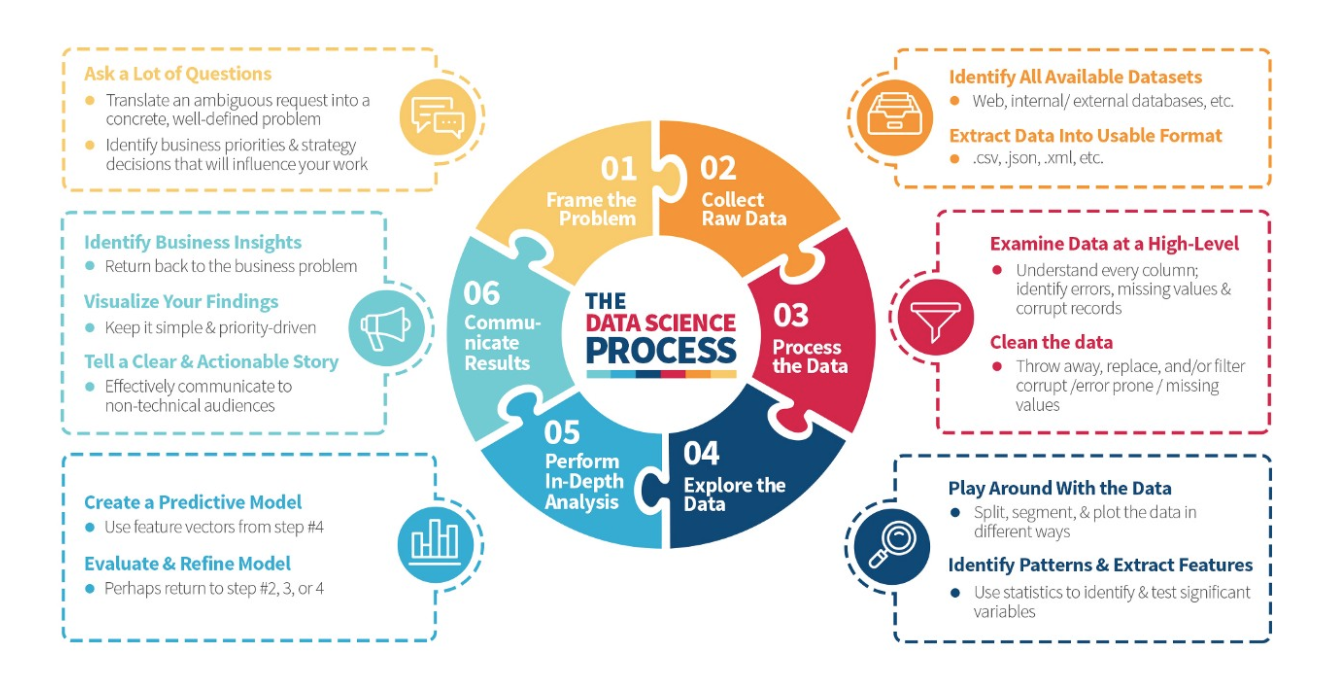 Ask a Lot of Questions
Translate an ambiguous request into a
concrete, well-defined problem
Identify business priorities & strategy
decisions that will influence your work
Identify All Available Datasets
Web, internal/ external databases, etc.
Extract Data Into Usable Format
.csv, .json, .xml, etc.
01
Frame the
Problem
02
Collect
Raw Data
Identify Business Insights
Return back to the business problem
Visualize Your Findings
Keep it simple & priority-driven
Tell a Clear & Actionable Story
Effectively communicate to
non-technical audiences
06
Commu-
nicate
Results
THE
DATA SCIENCE
PROCESS
03
Process
the Data
Examine Data at a High-Level
Understand every column;
identify errors, missing values &
corrupt records
Clean the data
Throw away, replace, and/or filter
corrupt /error prone / missing
values
05
Perform
In-Depth
Analysis
04
Explore the
Data
Create a Predictive Model
Use feature vectors from step #4
Evaluate & Refine Model
Perhaps return to step #2, 3, or 4
Play Around With the Data
Split, segment, & plot the data in
different ways
Identify Patterns & Extract Features
Use statistics to identify & test significant
variables